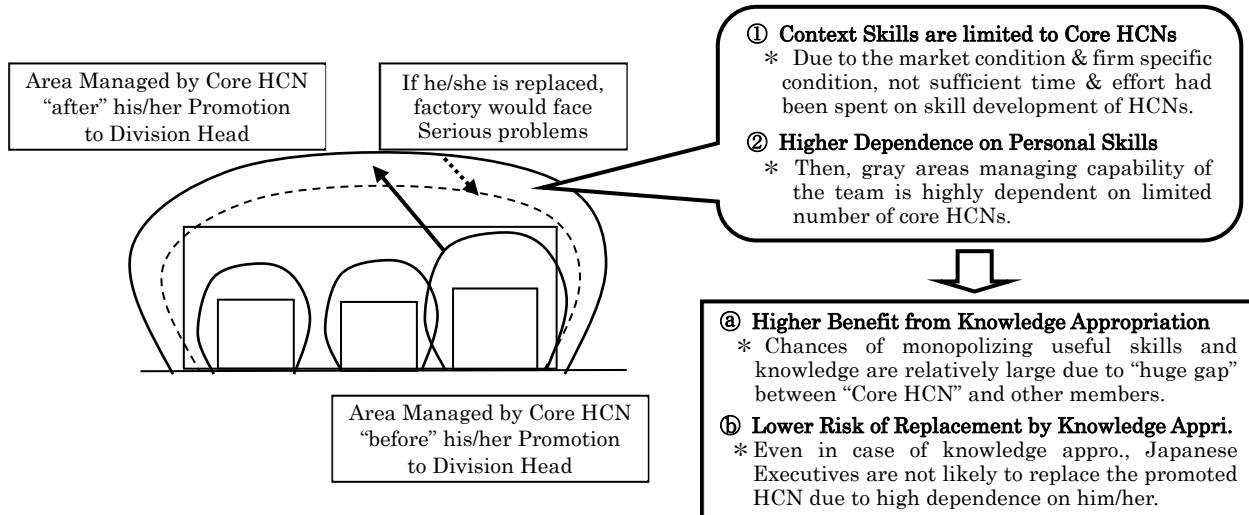 Area Managed by Core HCN
“after” his/her Promotion
to Division Head
If he/she is replaced,
factory would face
Serious problems
① Context Skills are limited to Core HCNs
＊ Due to the market condition & firm specific
condition, not sufficient time & effort had
been spent on skill development of HCNs.
② Higher Dependence on Personal Skills
＊ Then, gray areas managing capability of
the team is highly dependent on limited
number of core HCNs.
Area Managed by Core HCN
“before” his/her Promotion
to Division Head
ⓐ Higher Benefit from Knowledge Appropriation
＊ Chances of monopolizing useful skills and
knowledge are relatively large due to “huge gap”
between “Core HCN” and other members.
ⓑ Lower Risk of Replacement by Knowledge Appri.
＊ Even in case of knowledge appro., Japanese
Executives are not likely to replace the promoted
HCN due to high dependence on him/her.